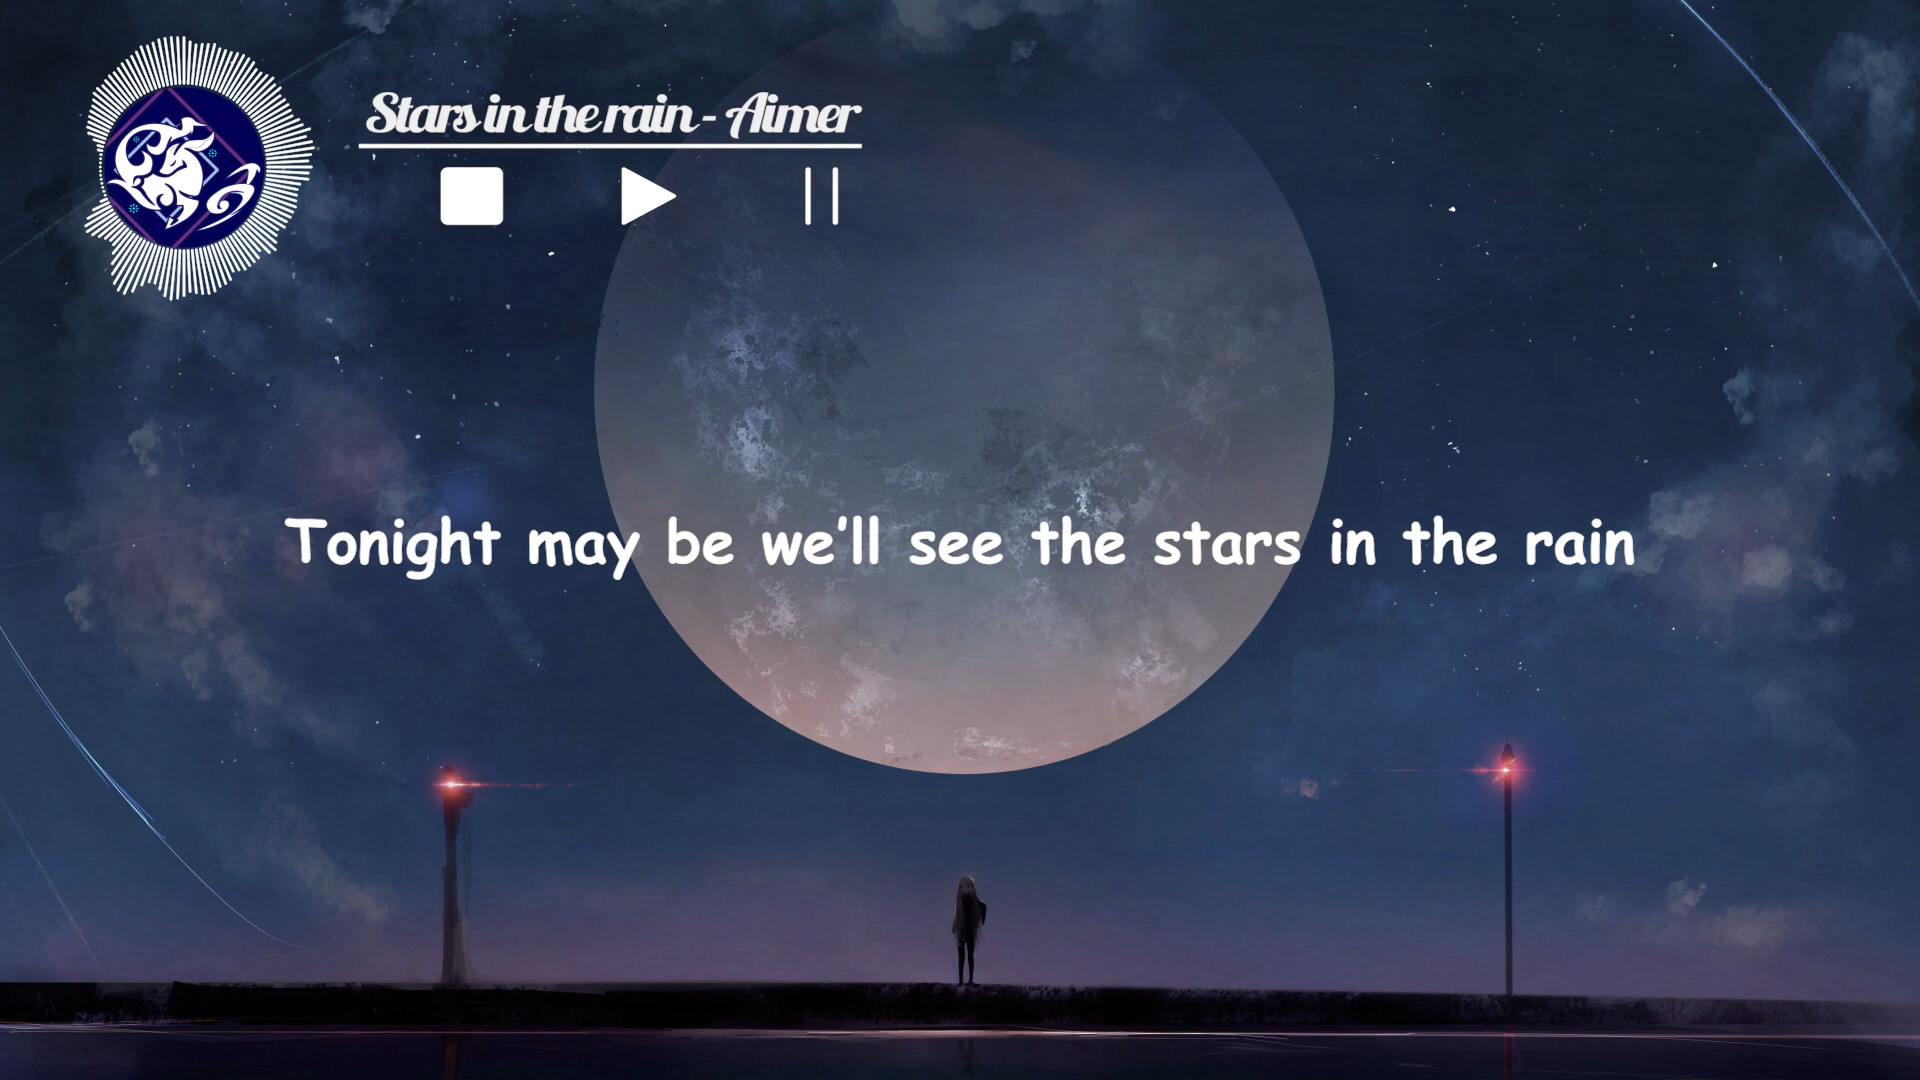 Stars in the rain - Aimer
Tonight may be we'll see the stars in the rain